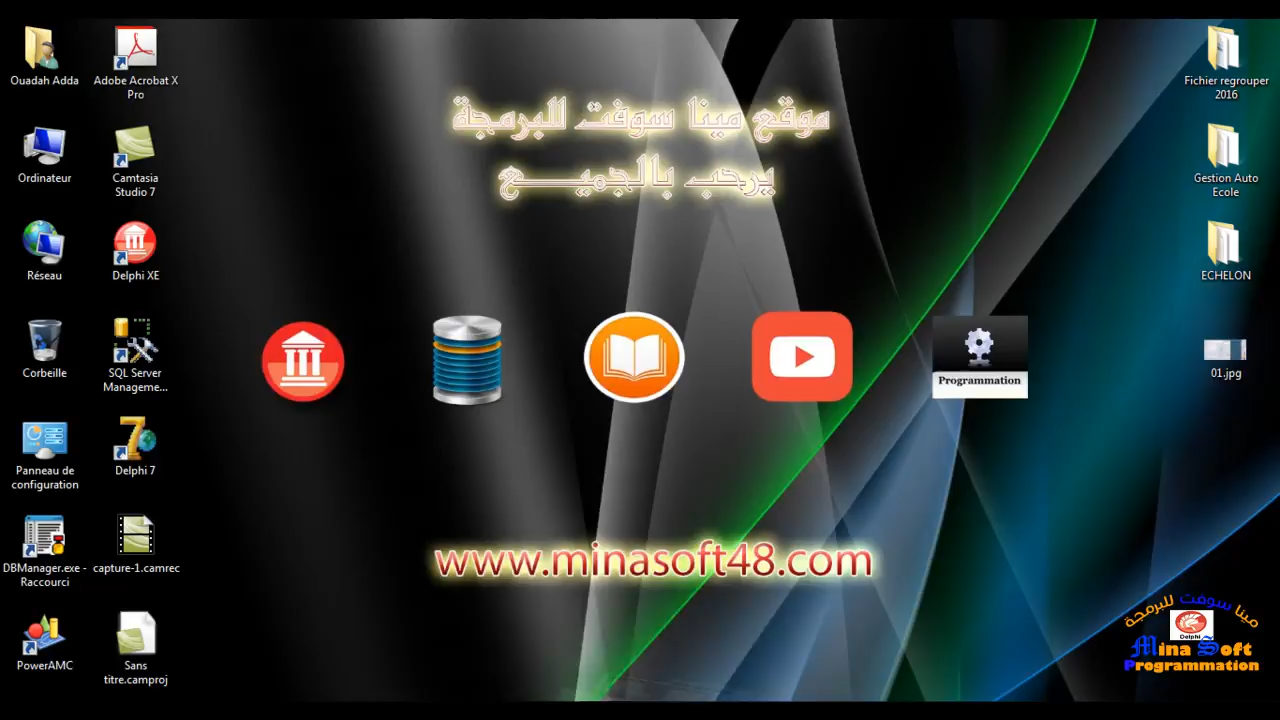 Ouadah Adda
Adobe Acrobat X
Pro
Ordinateur
Camtasia
Studio 7
Réseau
Delphi XE
Corbeille
SQL Server
Manageme...
Panneau de
configuration
Delphi 7
DBManager.exe -
Raccourci
capture-1.camrec
PowerAMC
Sans
titre.camproj
موقع مينا سوفت للبرمجة
يرحب بالجميـــع
Programmation
www.minasoft48.com
Fichier regrouper
2016
Gestion Auto
Ecole
ECHELON
01.jpg
مينا سوفت للبرمجة
Delphi
Mina Soft
Programmation